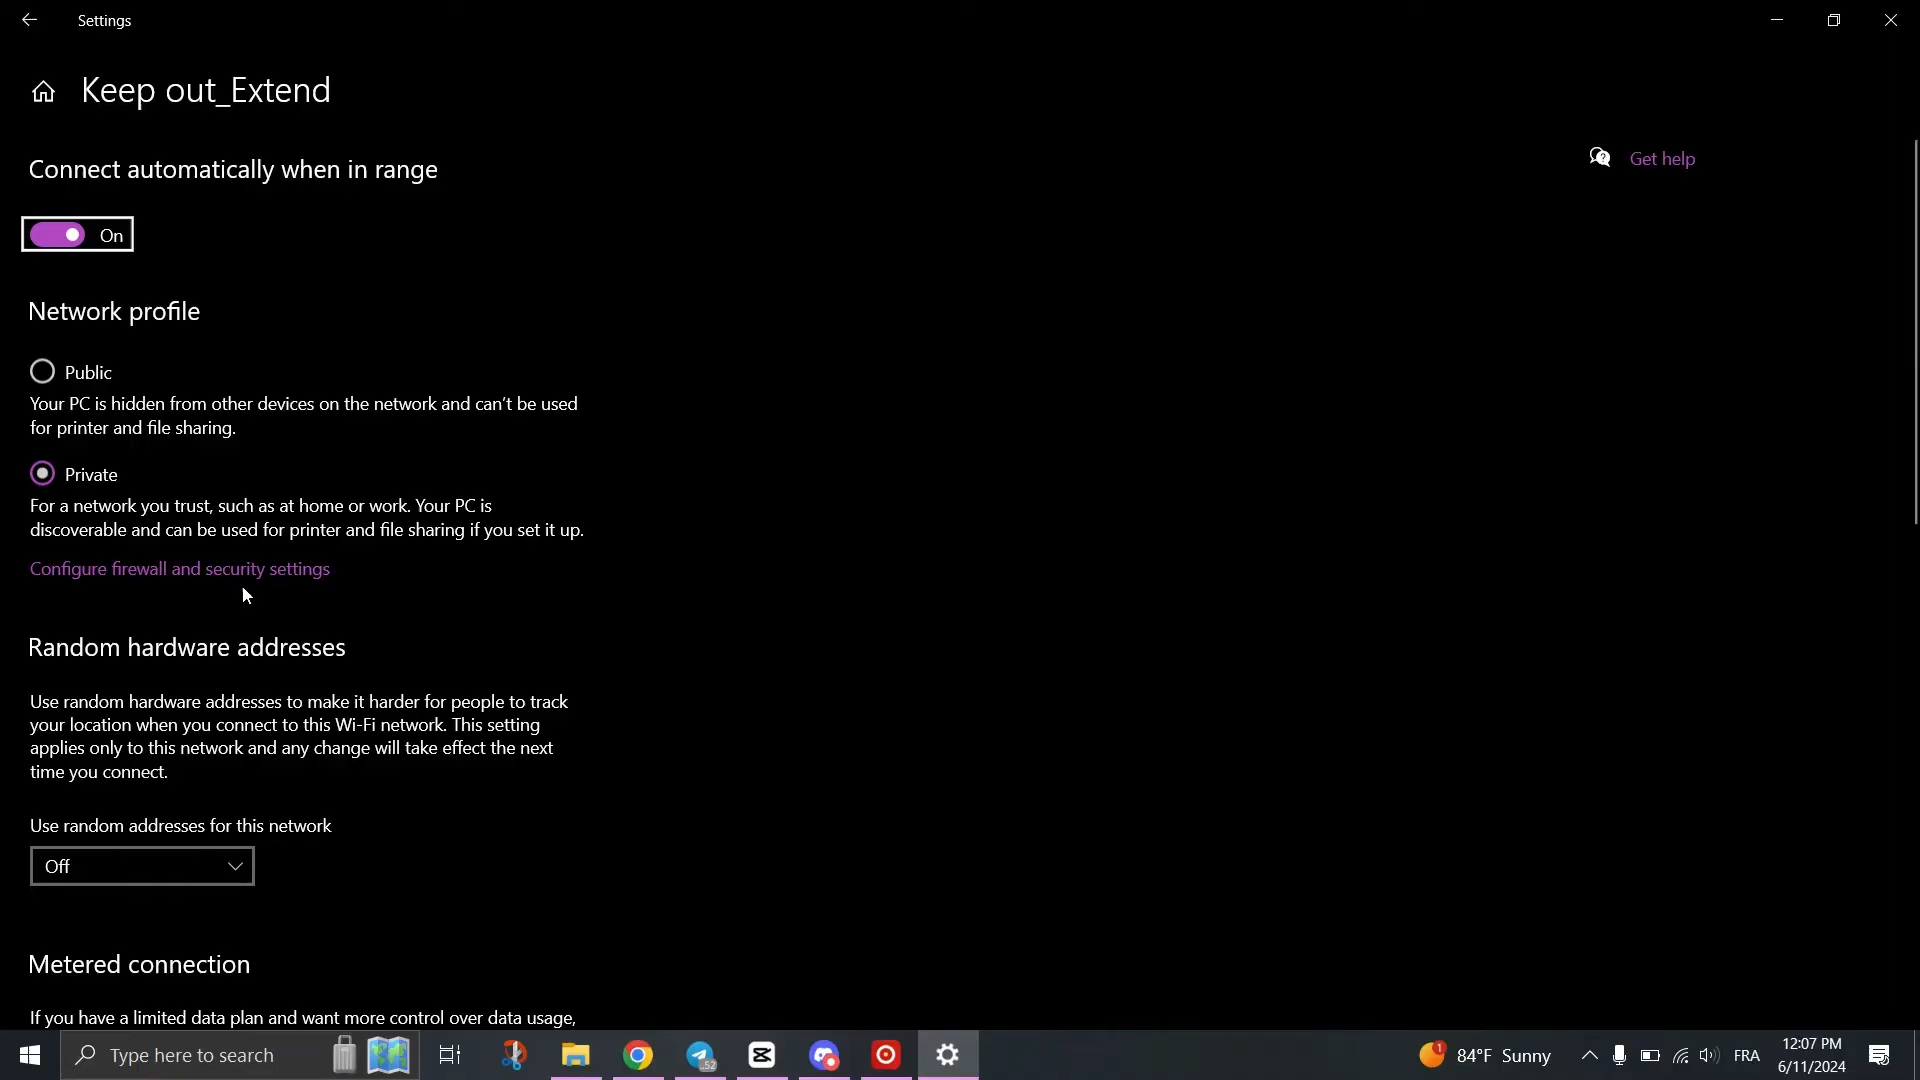 Settings
Keep out_Extend
Connect automatically when in range
Get help
On
Network profile
Public
Your PC is hidden from other devices on the network and can't be used
for printer and file sharing.
Private
For a network you trust, such as at home or work. Your PC is
discoverable and can be used for printer and file sharing if you set it up.
Configure firewall and security settings
Random hardware addresses
Use random hardware addresses to make it harder for people to track
your location when you connect to this Wi-Fi network. This setting
applies only to this network and any change will take effect the next
time you connect.
Use random addresses for this network
Off
Metered connection
If you have a limited data plan and want more control over data usage,
Type here to search
52
1
84°F Sunny
FRA
12:07 PM
6/11/2024